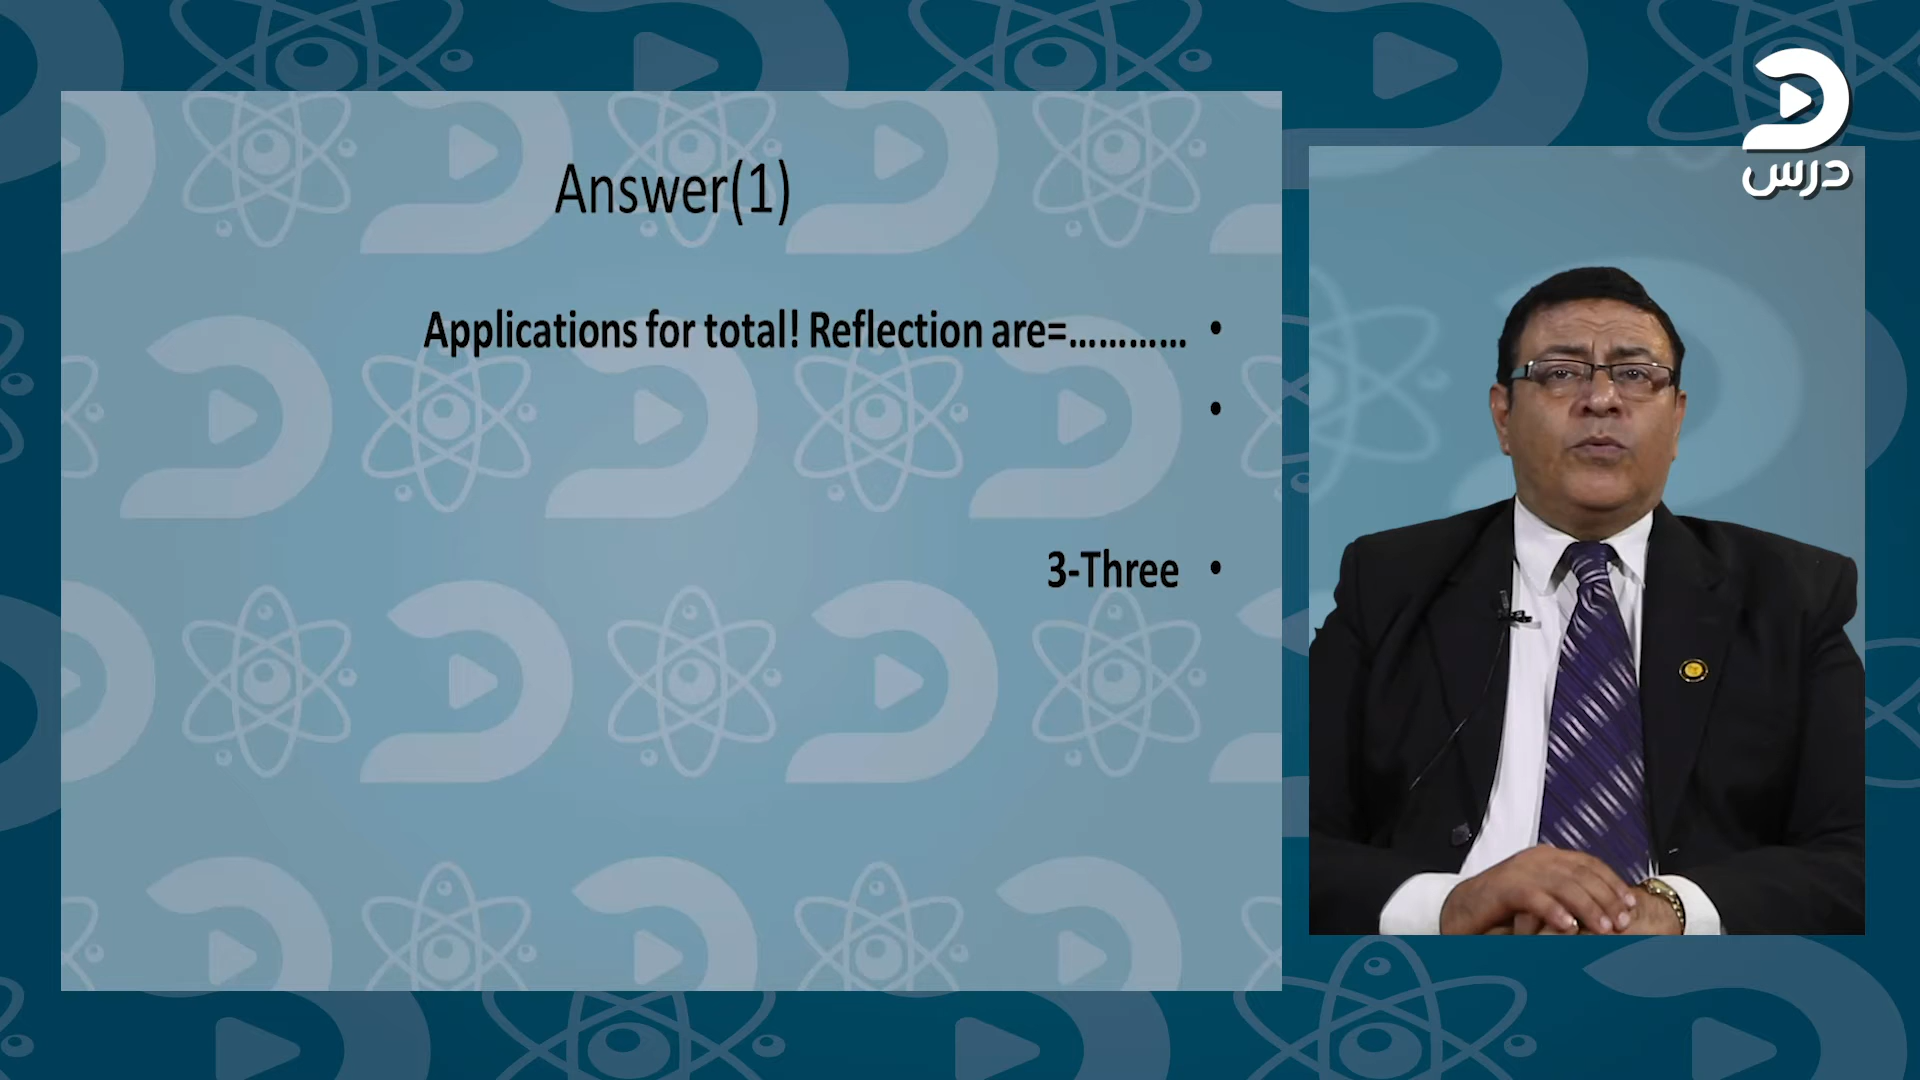 درس
Answer(1)
• Applications for total! Reflection are=............
•
• 3-Three